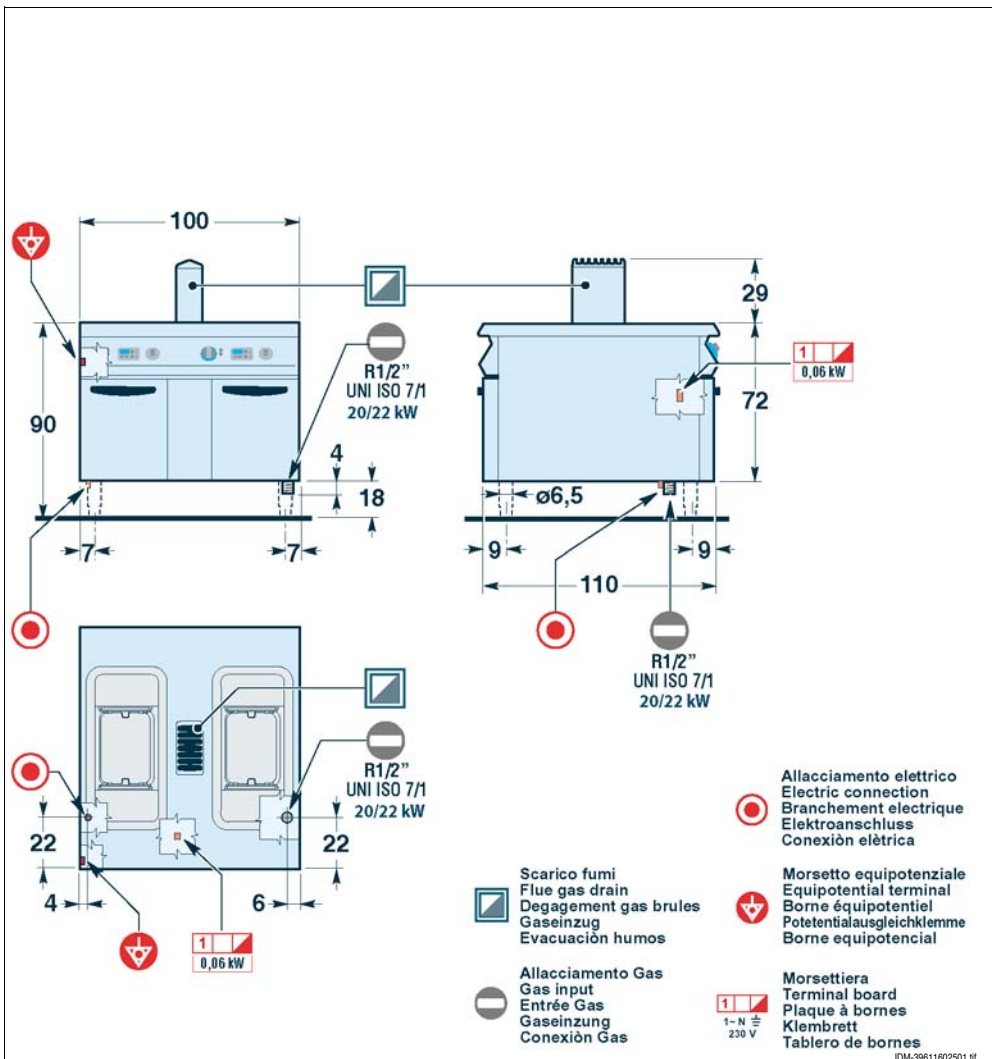 100
29
R1/2"
UNI ISO 7/1
20/22 kW
1
0,06 kW
90
72
4
18
ø6,5
7
7
9
9
110
R1/2"
UNI ISO 7/1
20/22 kW
R1/2"
UNI ISO 7/1
20/22 kW
22
22
4
6
1
0,06 kW
Allacciamento elettrico
Electric connection
Branchement electrique
Elektroanschluss
Conexiòn elètrica
Scarico fumi
Flue gas drain
Degagement gas brules
Gaseinzug
Evacuaciòn humos
Morsetto equipotenziale
Equipotential terminal
Borne équipotentiel
Potetentialausgleichklemme
Borne equipotencial
Allacciamento Gas
Gas input
Entrée Gas
Gaseinzung
Conexiòn Gas
1
1~ N ⏚
230 V
Morsettiera
Terminal board
Plaque à bornes
Klembrett
Tablero de bornes
IDM-39611602501.tif